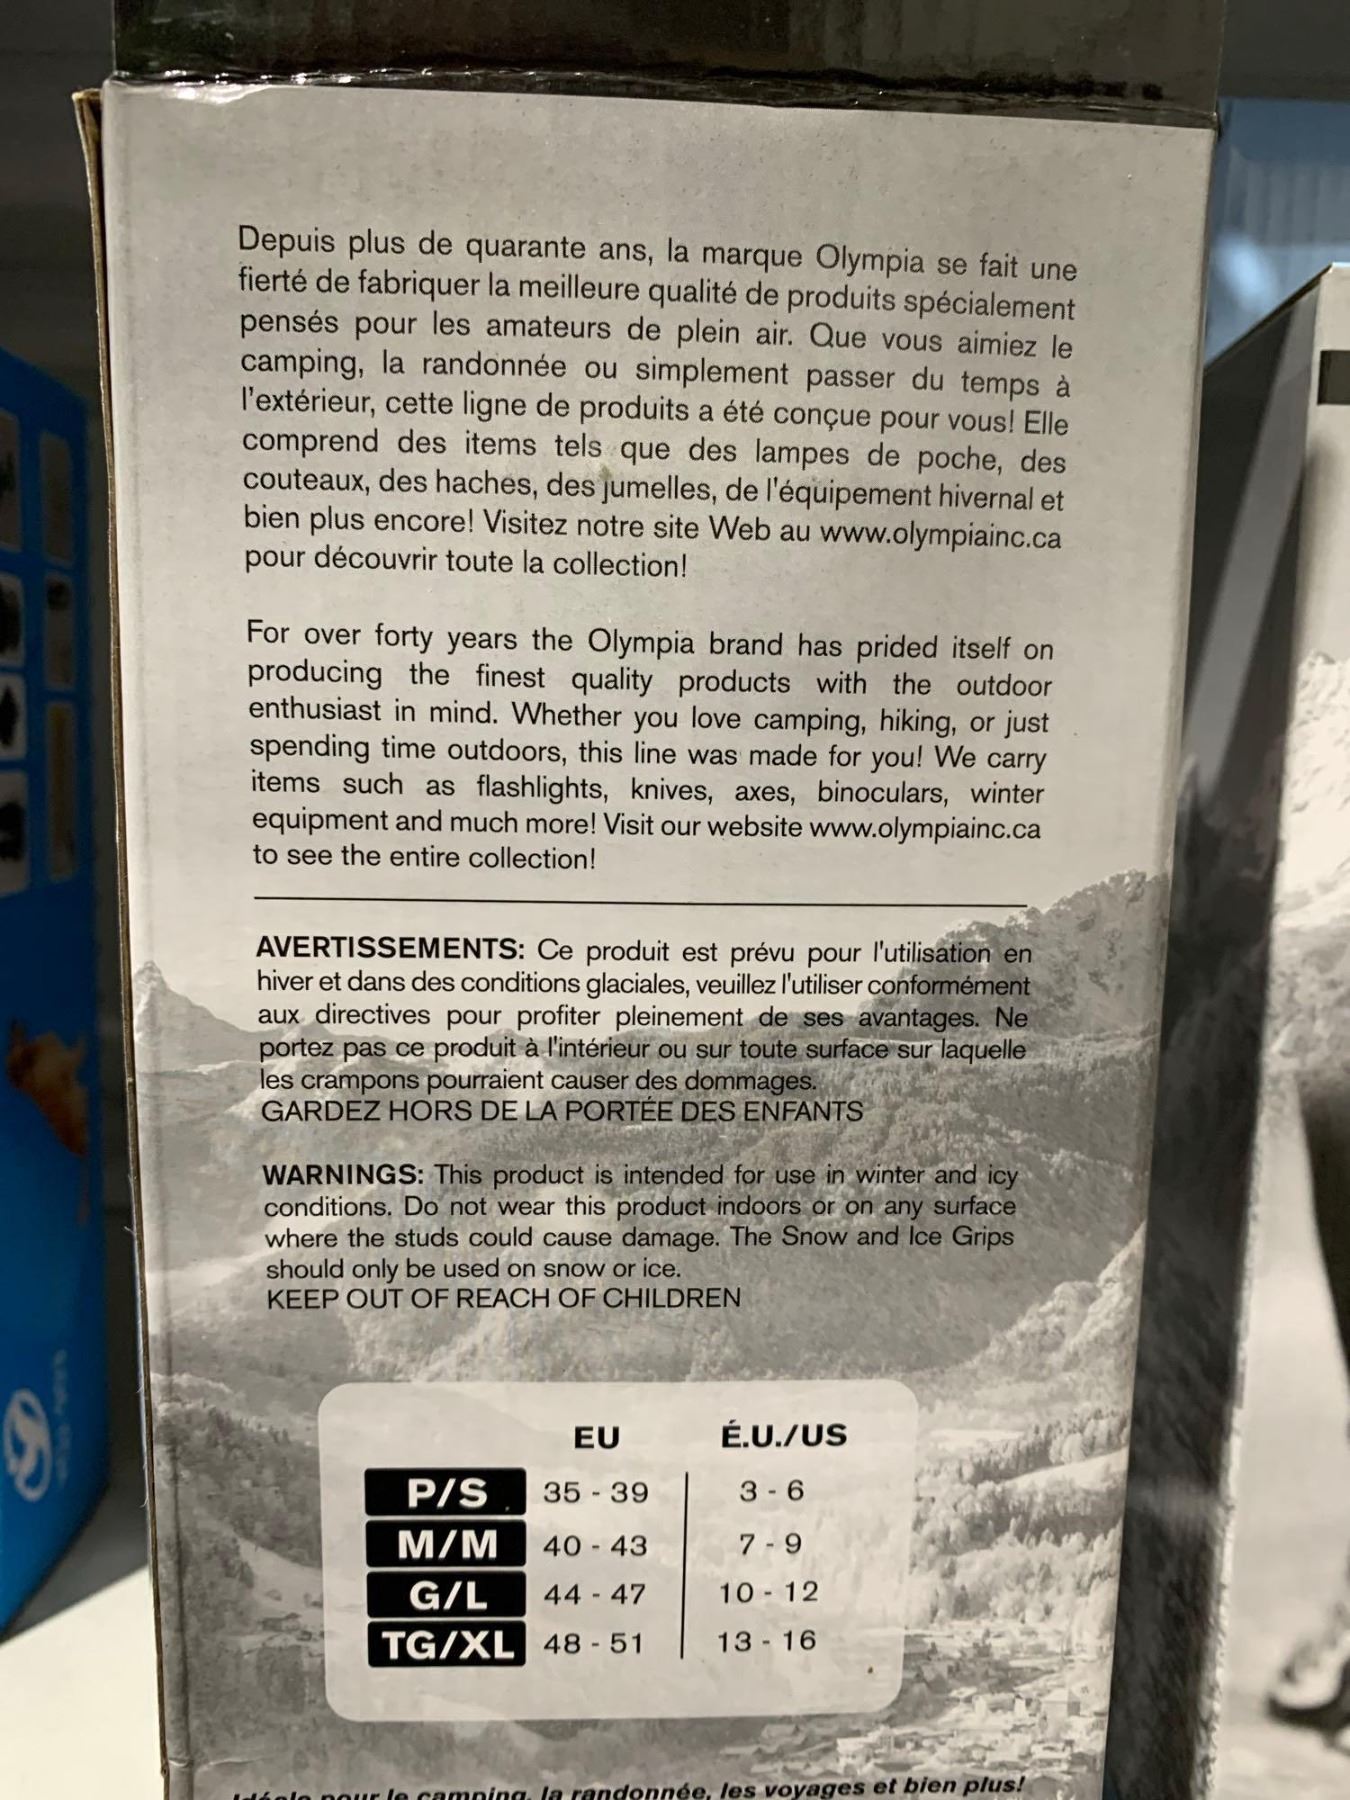 Depuis plus de quarante ans, la marque Olympia se fait une
fierté de fabriquer la meilleure qualité de produits spécialement
pensés pour les amateurs de plein air. Que vous aimiez le
camping, la randonnée ou simplement passer du temps à
l'extérieur, cette ligne de produits a été conçue pour vous! Elle
comprend des items tels que des lampes de poche, des
couteaux, des haches, des jumelles, de l'équipement hivernal et
bien plus encore! Visitez notre site Web au www.olympiainc.ca
pour découvrir toute la collection!
For over forty years the Olympia brand has prided itself on
producing the finest quality products with the outdoor
enthusiast in mind. Whether you love camping, hiking, or just
spending time outdoors, this line was made for you! We carry
items such as flashlights, knives, axes, binoculars, winter
equipment and much more! Visit our website www.olympiainc.ca
to see the entire collection!
AVERTISSEMENTS: Ce produit est prévu pour l'utilisation en
hiver et dans des conditions glaciales, veuillez l'utiliser conformément
aux directives pour profiter pleinement de ses avantages. Ne
portez pas ce produit à l'intérieur ou sur toute surface sur laquelle
les crampons pourraient causer des dommages.
GARDEZ HORS DE LA PORTÉE DES ENFANTS
WARNINGS: This product is intended for use in winter and icy
conditions. Do not wear this product indoors or on any surface
where the studs could cause damage. The Snow and Ice Grips
should only be used on snow or ice.
KEEP OUT OF REACH OF CHILDREN
EU É.U./US
P/S 35 - 39 3 - 6
M/M 40 - 43 7 - 9
G/L 44 - 47 10 - 12
TG/XL 48 - 51 13 - 16
pour le camping, la randonnée, les voyages et bien plus!